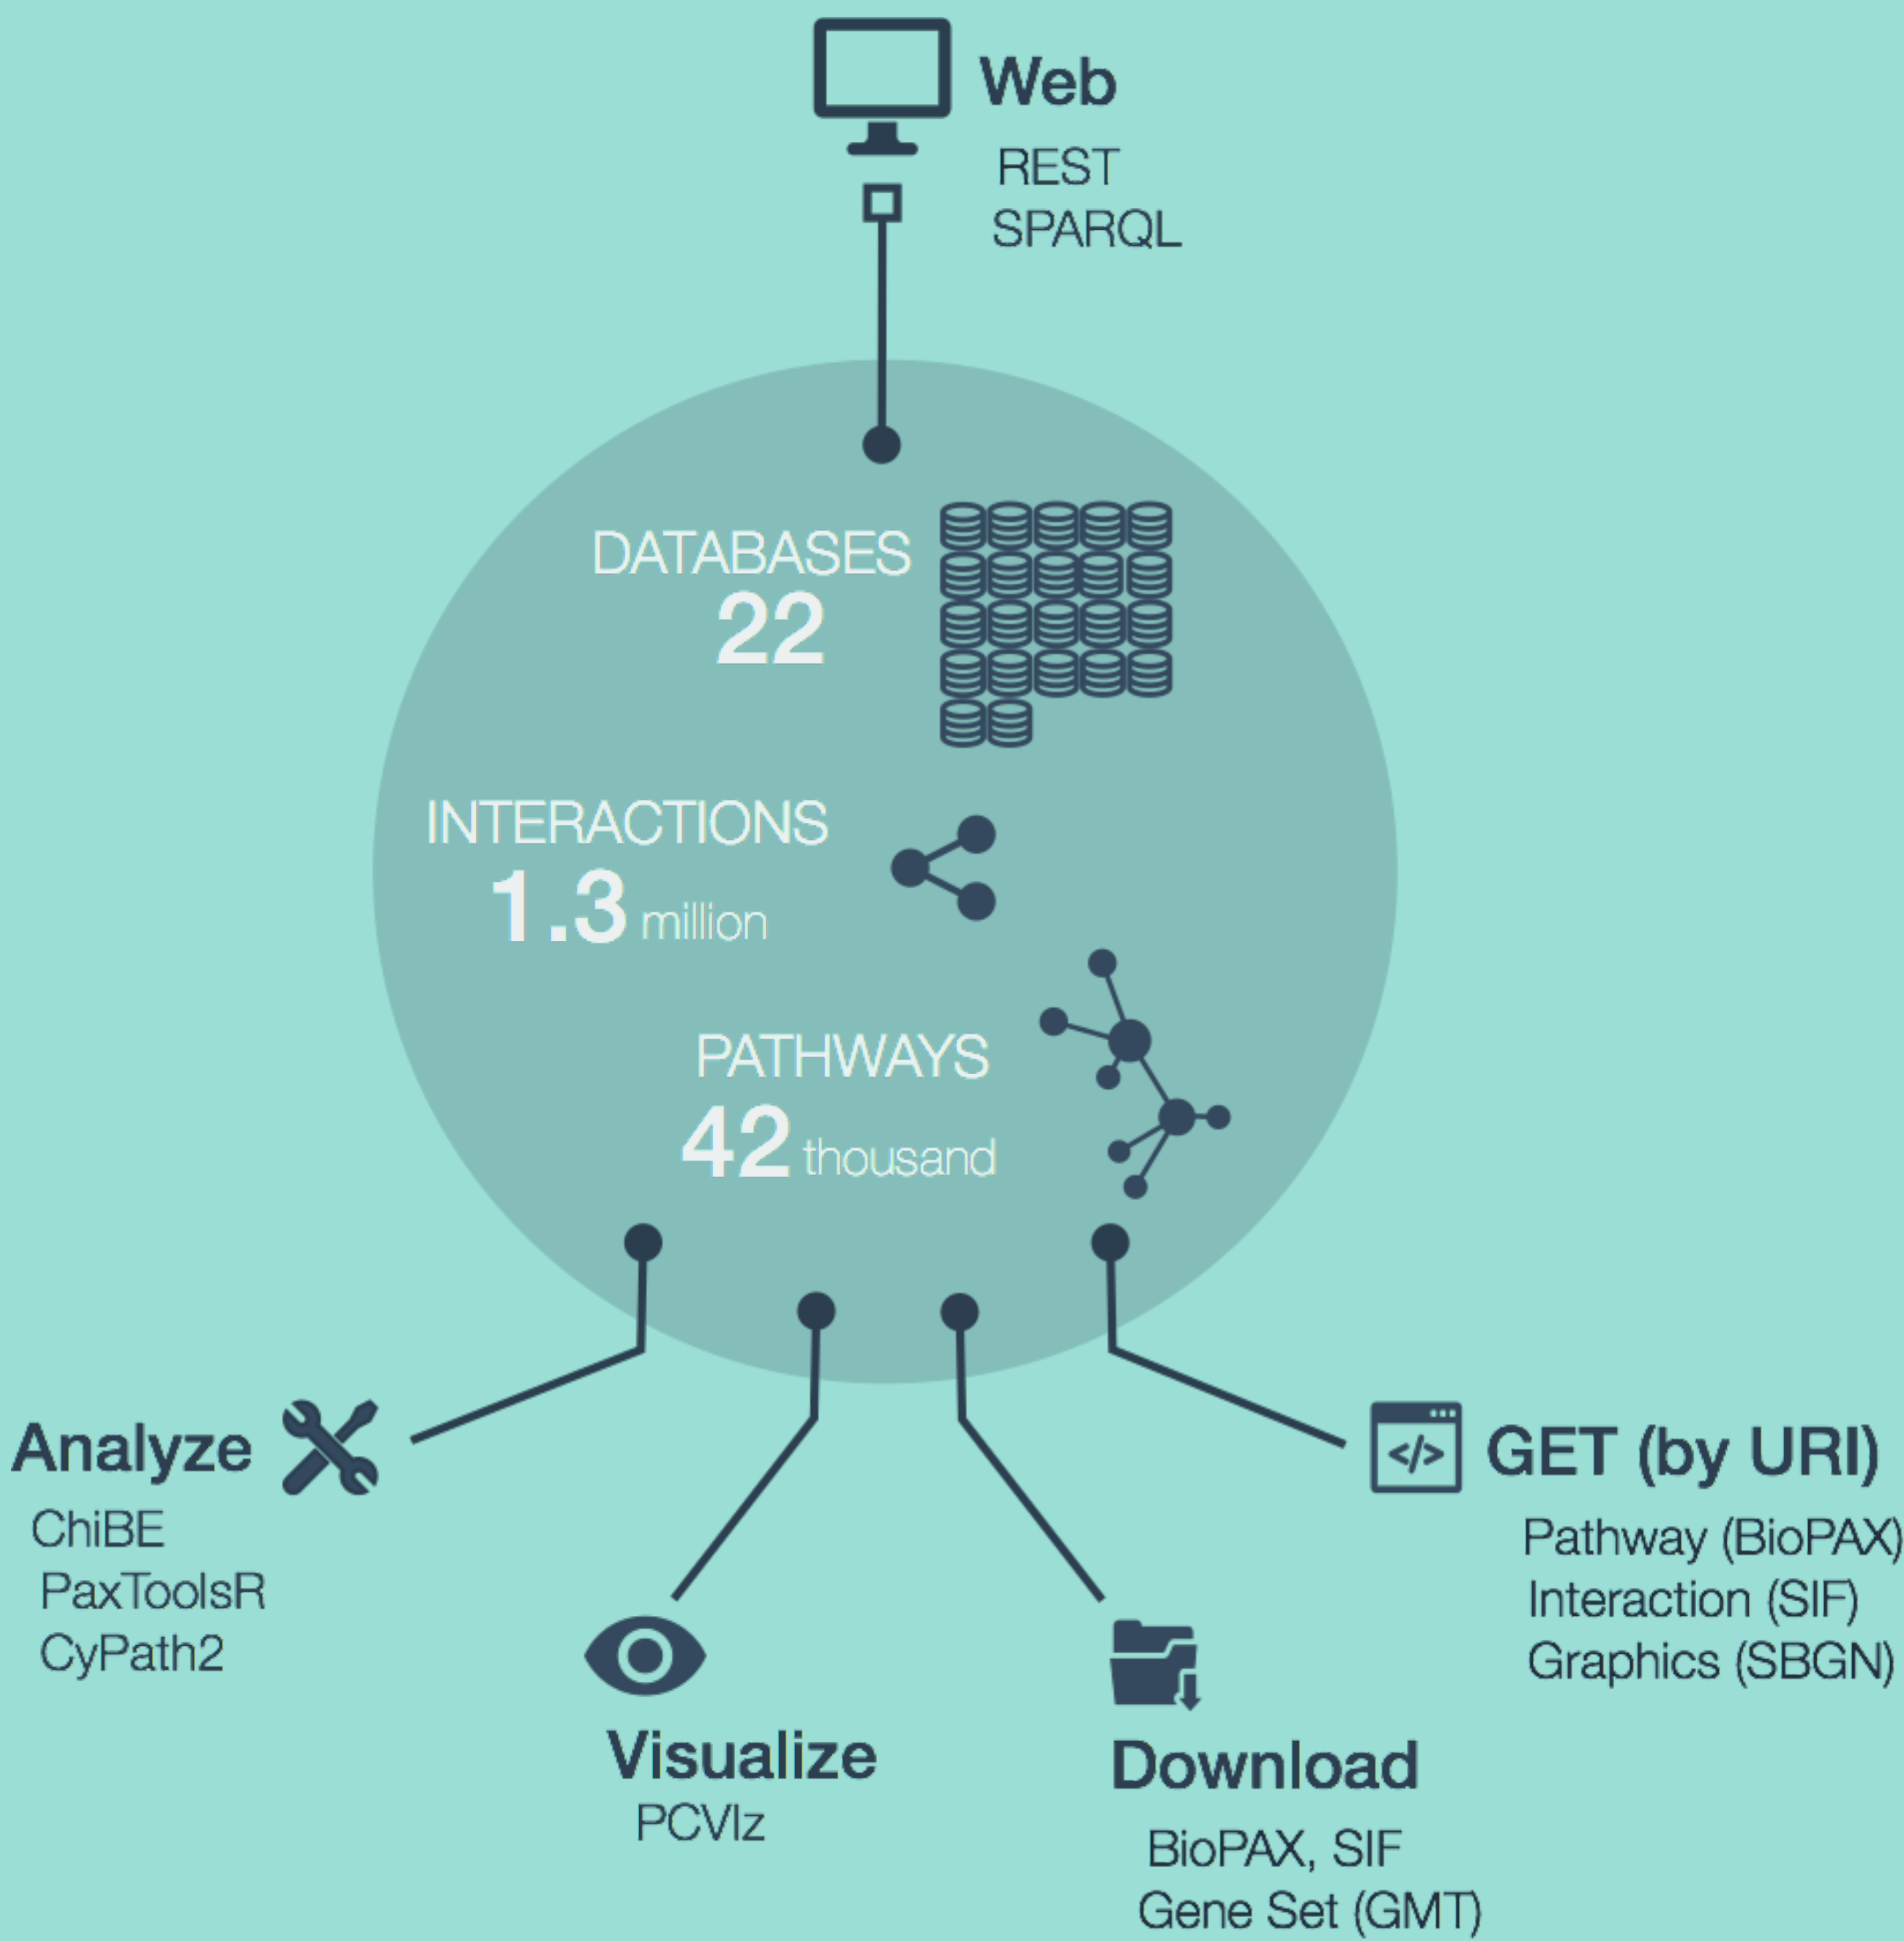 Web
REST
SPARQL
DATABASES
22
INTERACTIONS
1.3 million
PATHWAYS
42 thousand
Analyze
ChiBE
PaxToolsR
CyPath2
Visualize
PCVIz
Download
BioPAX, SIF
Gene Set (GMT)
</> GET (by URI)
Pathway (BioPAX)
Interaction (SIF)
Graphics (SBGN)